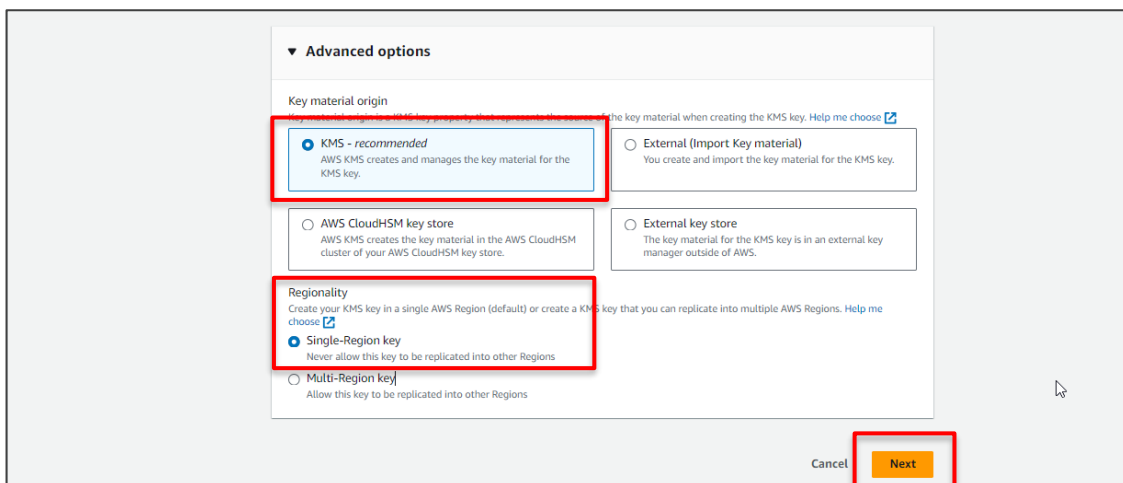 Advanced options
Key material origin
Key material origin is a KMS key property that represents the source of the key material when creating the KMS key. Help me choose
KMS - recommended
AWS KMS creates and manages the key material for the
KMS key.
External (Import Key material)
You create and import the key material for the KMS key.
AWS CloudHSM key store
AWS KMS creates the key material in the AWS CloudHSM
cluster of your AWS CloudHSM key store.
External key store
The key material for the KMS key is in an external key
manager outside of AWS.
Regionality
Create your KMS key in a single AWS Region (default) or create a KMS key that you can replicate into multiple AWS Regions. Help me
choose
Single-Region key
Never allow this key to be replicated into other Regions
Multi-Region key
Allow this key to be replicated into other Regions
Cancel
Next